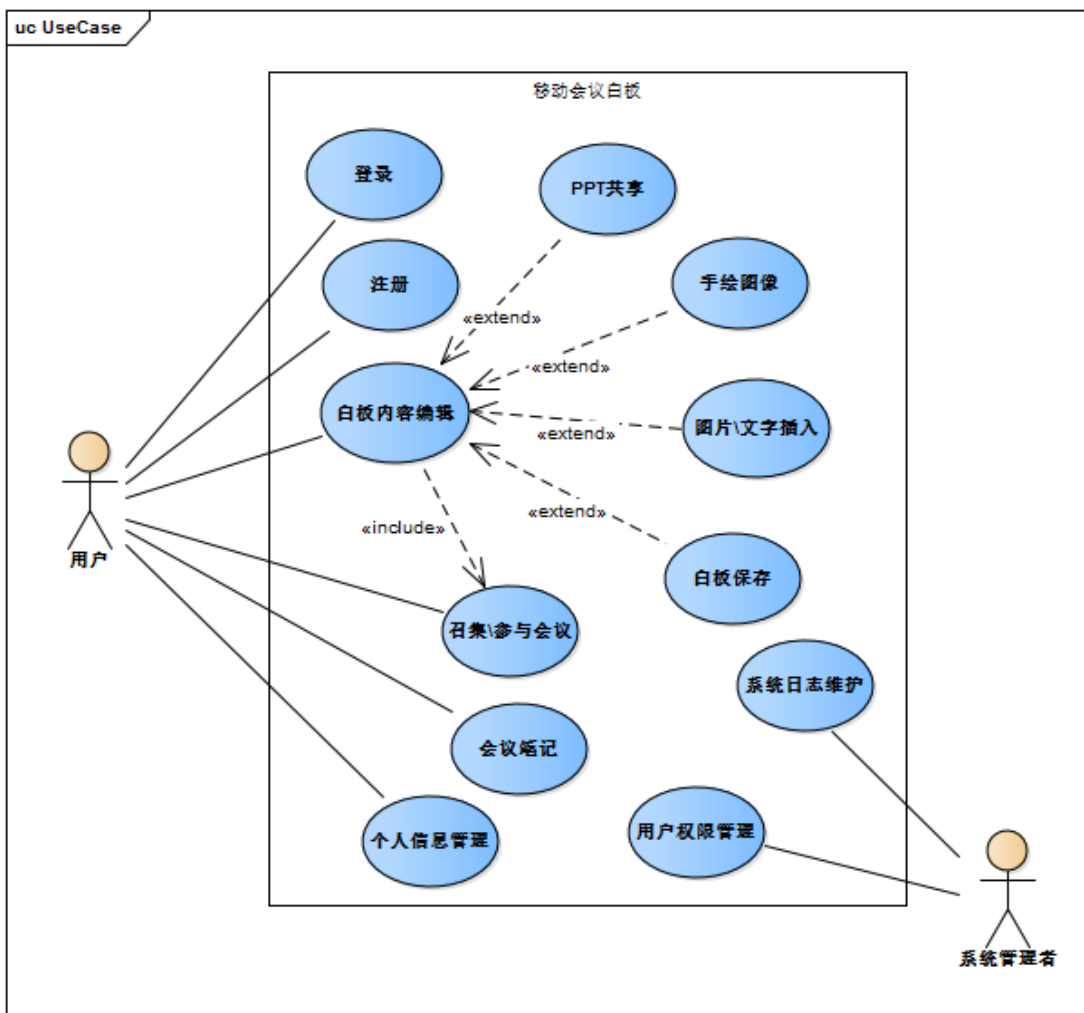 uc UseCase
移动会议白板
登录
PPT共享
注册
手绘图像
«extend»
«extend»
白板内容编辑
图片\文字插入
«extend»
«extend»
«include»
用户
白板保存
召集\参与会议
系统日志维护
会议笔记
个人信息管理
用户权限管理
系统管理者